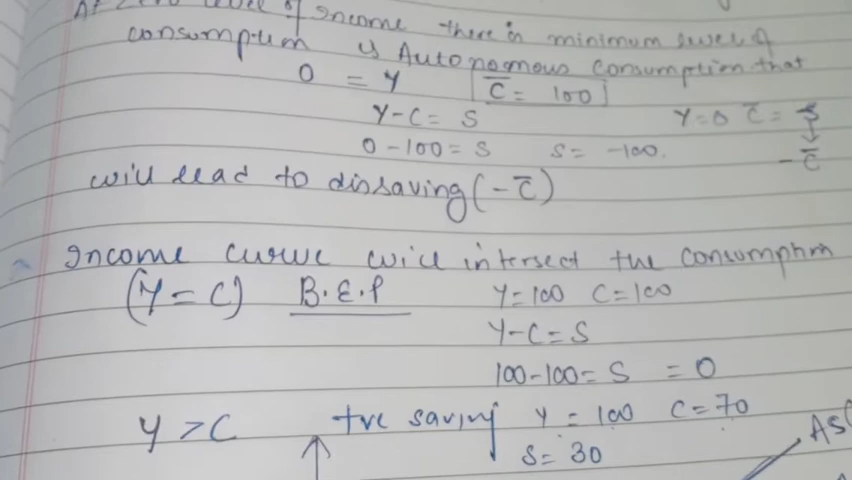 At Zero level of Income there is minimum level of
consumptum is Autonomous consumption that
0 = Y C̅ = 100
Y-C = S Y=0 C̅ =
0-100 = S S= -100. -C̅
will lead to dissaving (-C̅)
Income curve will intersect the consumption
(Y=C) B.E.P Y=100 C=100
Y-C=S
100-100= S =0
Y>C +ve saving Y = 100 C=70
S= 30
AS